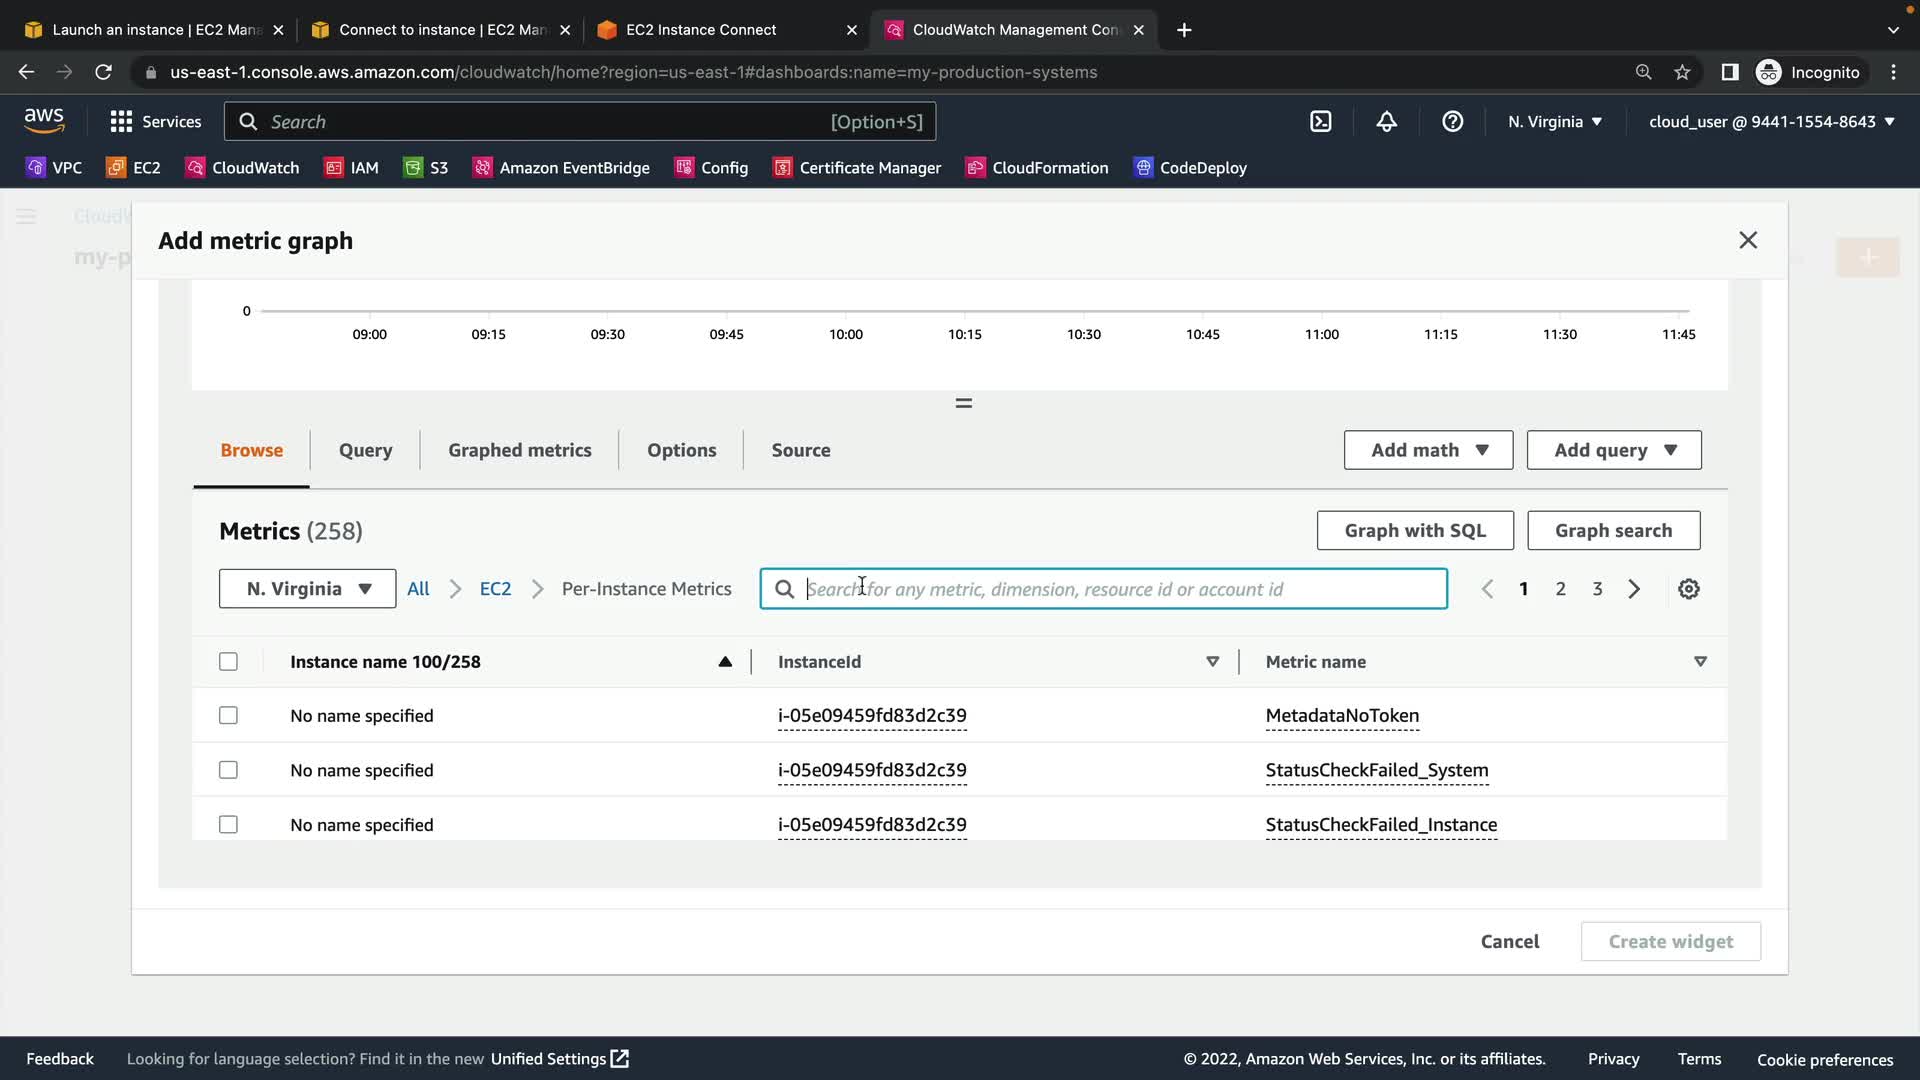 Launch an instance | EC2 Mana
Connect to instance | EC2 Man
EC2 Instance Connect
CloudWatch Management Con
us-east-1.console.aws.amazon.com/cloudwatch/home?region=us-east-1#dashboards:name=my-production-systems
Incognito
aws
Services
Search
[Option+S]
N. Virginia
cloud_user @ 9441-1554-8643
VPC
EC2
CloudWatch
IAM
S3
Amazon EventBridge
Config
Certificate Manager
CloudFormation
CodeDeploy
CloudW
my-p
Add metric graph
0
09:00 09:15 09:30 09:45 10:00 10:15 10:30 10:45 11:00 11:15 11:30 11:45
Browse
Query
Graphed metrics
Options
Source
Add math
Add query
Metrics (258)
Graph with SQL
Graph search
N. Virginia
All
EC2
Per-Instance Metrics
Search for any metric, dimension, resource id or account id
1 2 3
Instance name 100/258
InstanceId
Metric name
No name specified i-05e09459fd83d2c39 MetadataNoToken
No name specified i-05e09459fd83d2c39 StatusCheckFailed_System
No name specified i-05e09459fd83d2c39 StatusCheckFailed_Instance
Cancel
Create widget
Feedback
Looking for language selection? Find it in the new Unified Settings
© 2022, Amazon Web Services, Inc. or its affiliates.
Privacy
Terms
Cookie preferences